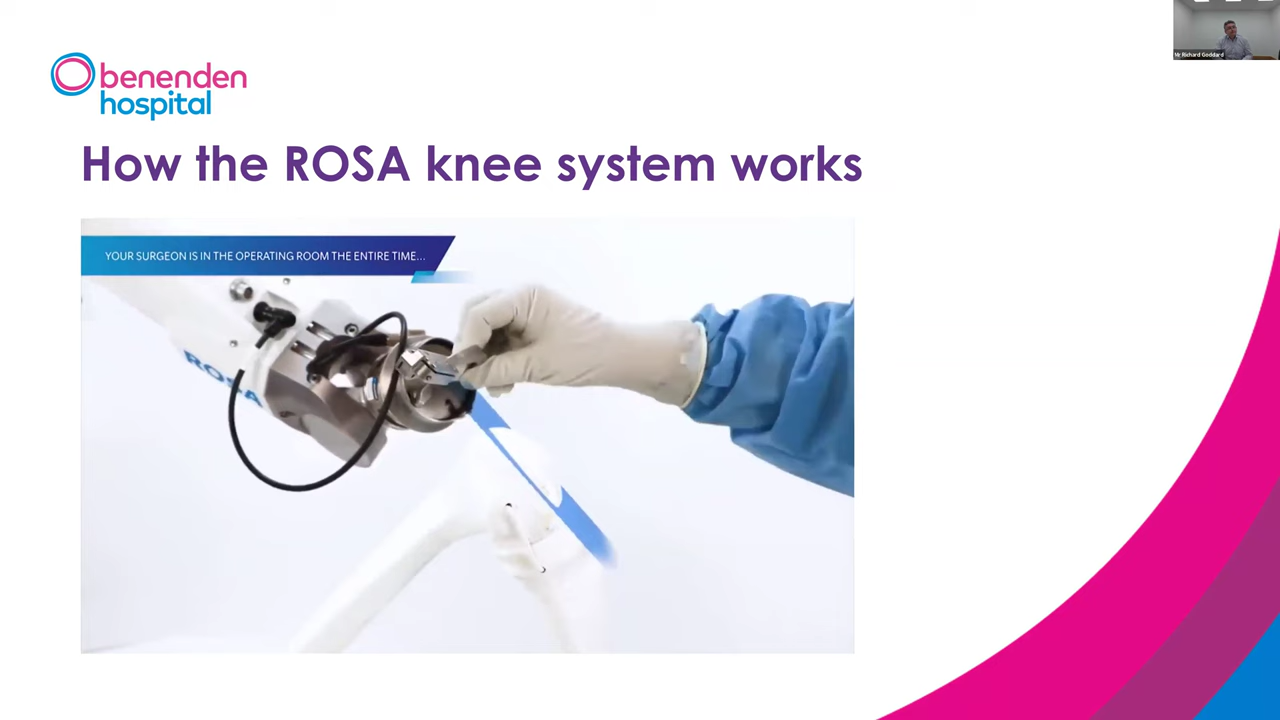 Mr Richard Goddard
benenden
hospital
How the ROSA knee system works
YOUR SURGEON IS IN THE OPERATING ROOM THE ENTIRE TIME...
ROSA